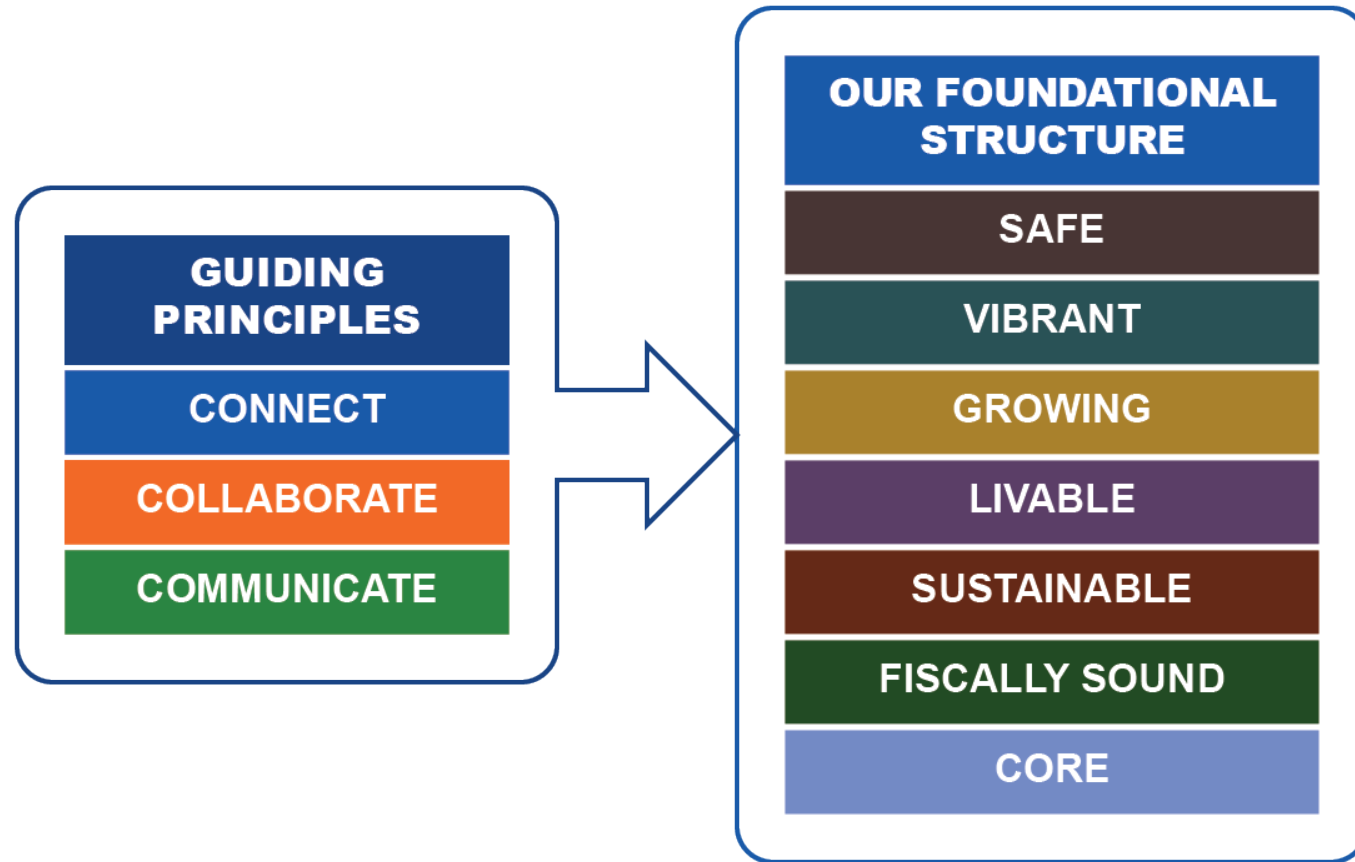 GUIDING
PRINCIPLES
CONNECT
COLLABORATE
COMMUNICATE
OUR FOUNDATIONAL
STRUCTURE
SAFE
VIBRANT
GROWING
LIVABLE
SUSTAINABLE
FISCALLY SOUND
CORE